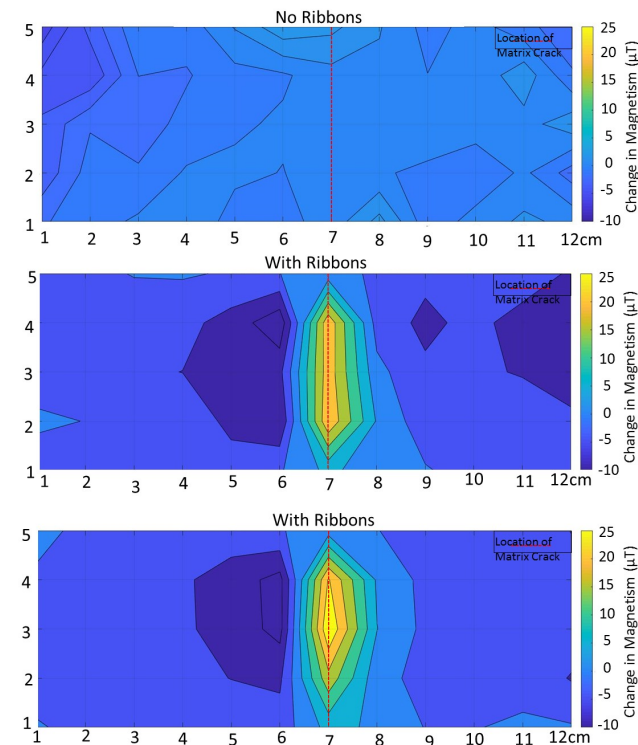 No Ribbons
5
4
3
2
1
1 2 3 4 5 6 7 8 9 10 11 12cm
Location of
Matrix Crack
25
20
15
10
5
0
-5
-10
Change in Magnetism (μT)
With Ribbons
5
4
3
2
1
1 2 3 4 5 6 7 8 9 10 11 12cm
Location of
Matrix Crack
25
20
15
10
5
0
-5
-10
Change in Magnetism (μT)
With Ribbons
5
4
3
2
1
1 2 3 4 5 6 7 8 9 10 11 12cm
Location of
Matrix Crack
25
20
15
10
5
0
-5
-10
Change in Magnetism (μT)